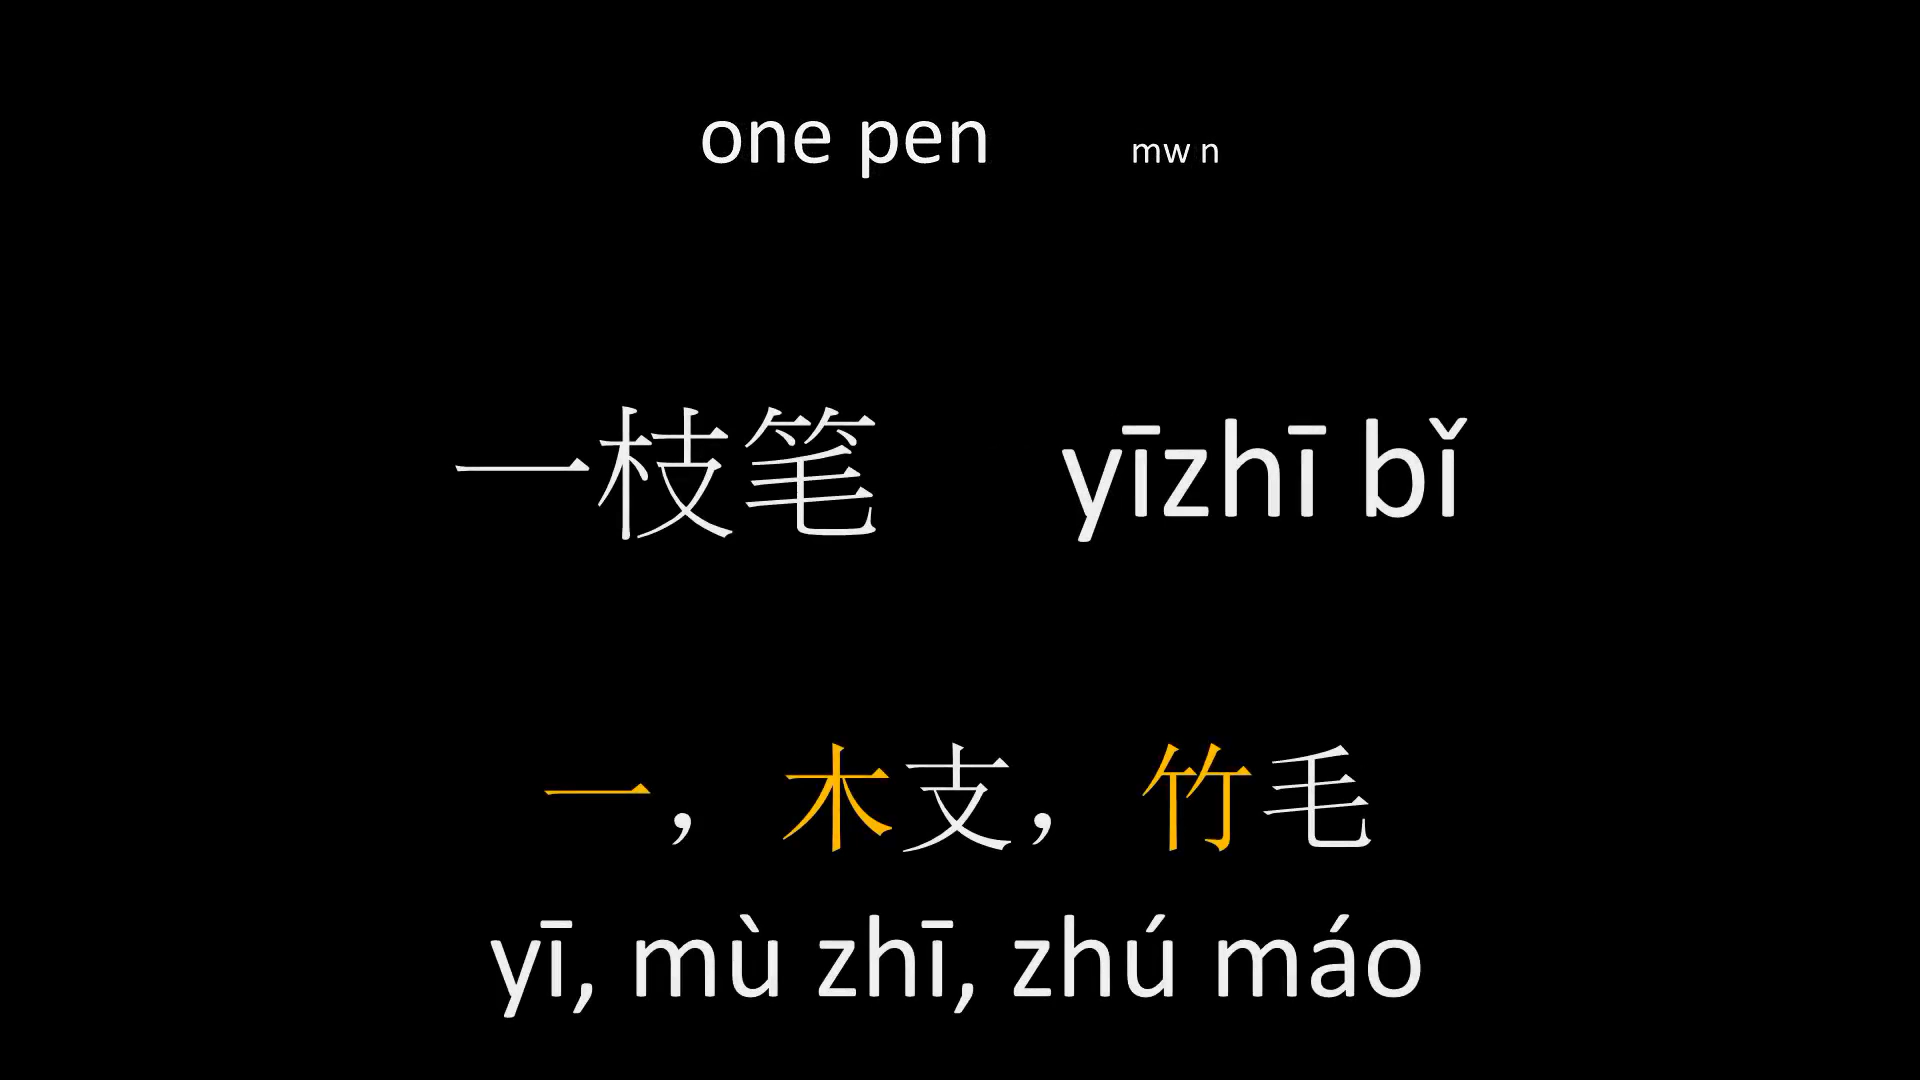 one pen mw n
一枝笔 yīzhī bǐ
一，木支，竹毛
yī, mù zhī, zhú máo